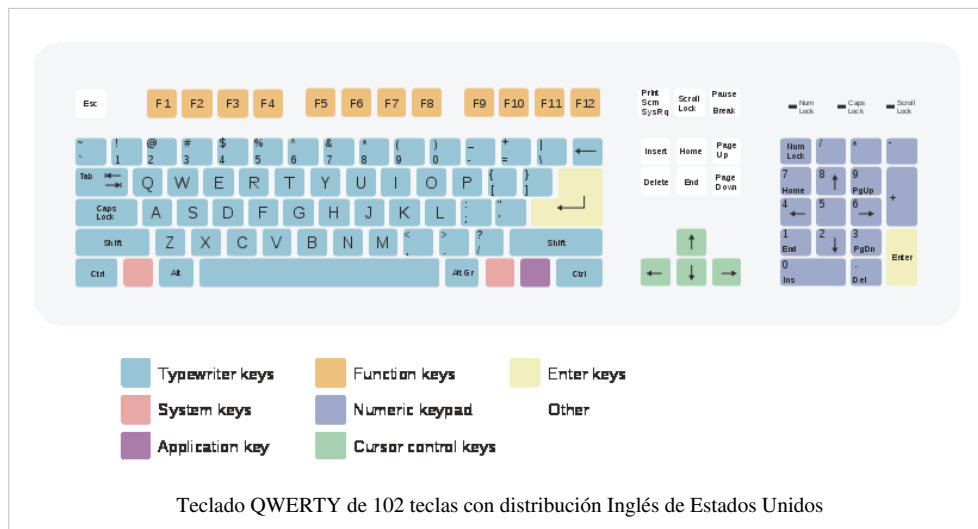 Esc F1 F2 F3 F4 F5 F6 F7 F8 F9 F10 F11 F12 Print Scm SysRq Scroll Lock Pause Break Num Lock Caps Lock Scroll Lock
~ ` ! 1 @ 2 # 3 $ 4 % 5 ^ 6 & 7 * 8 ( 9 ) 0 _ - + = | \ ← Insert Home Page Up Num Lock / * -
Tab Q W E R T Y U I O P { [ } ] Delete End Page Down 7 Home 8 ↑ 9 PgUp +
Caps Lock A S D F G H J K L : ; " ' 4 ← 5 6 →
Shift Z X C V B N M < , > . ? / Shift ↑ 1 End 2 ↓ 3 PgDn Enter
Ctrl Alt Alt Gr Ctrl ← ↓ → 0 Ins . Del
Typewriter keys Function keys Enter keys
System keys Numeric keypad Other
Application key Cursor control keys
Teclado QWERTY de 102 teclas con distribución Inglés de Estados Unidos